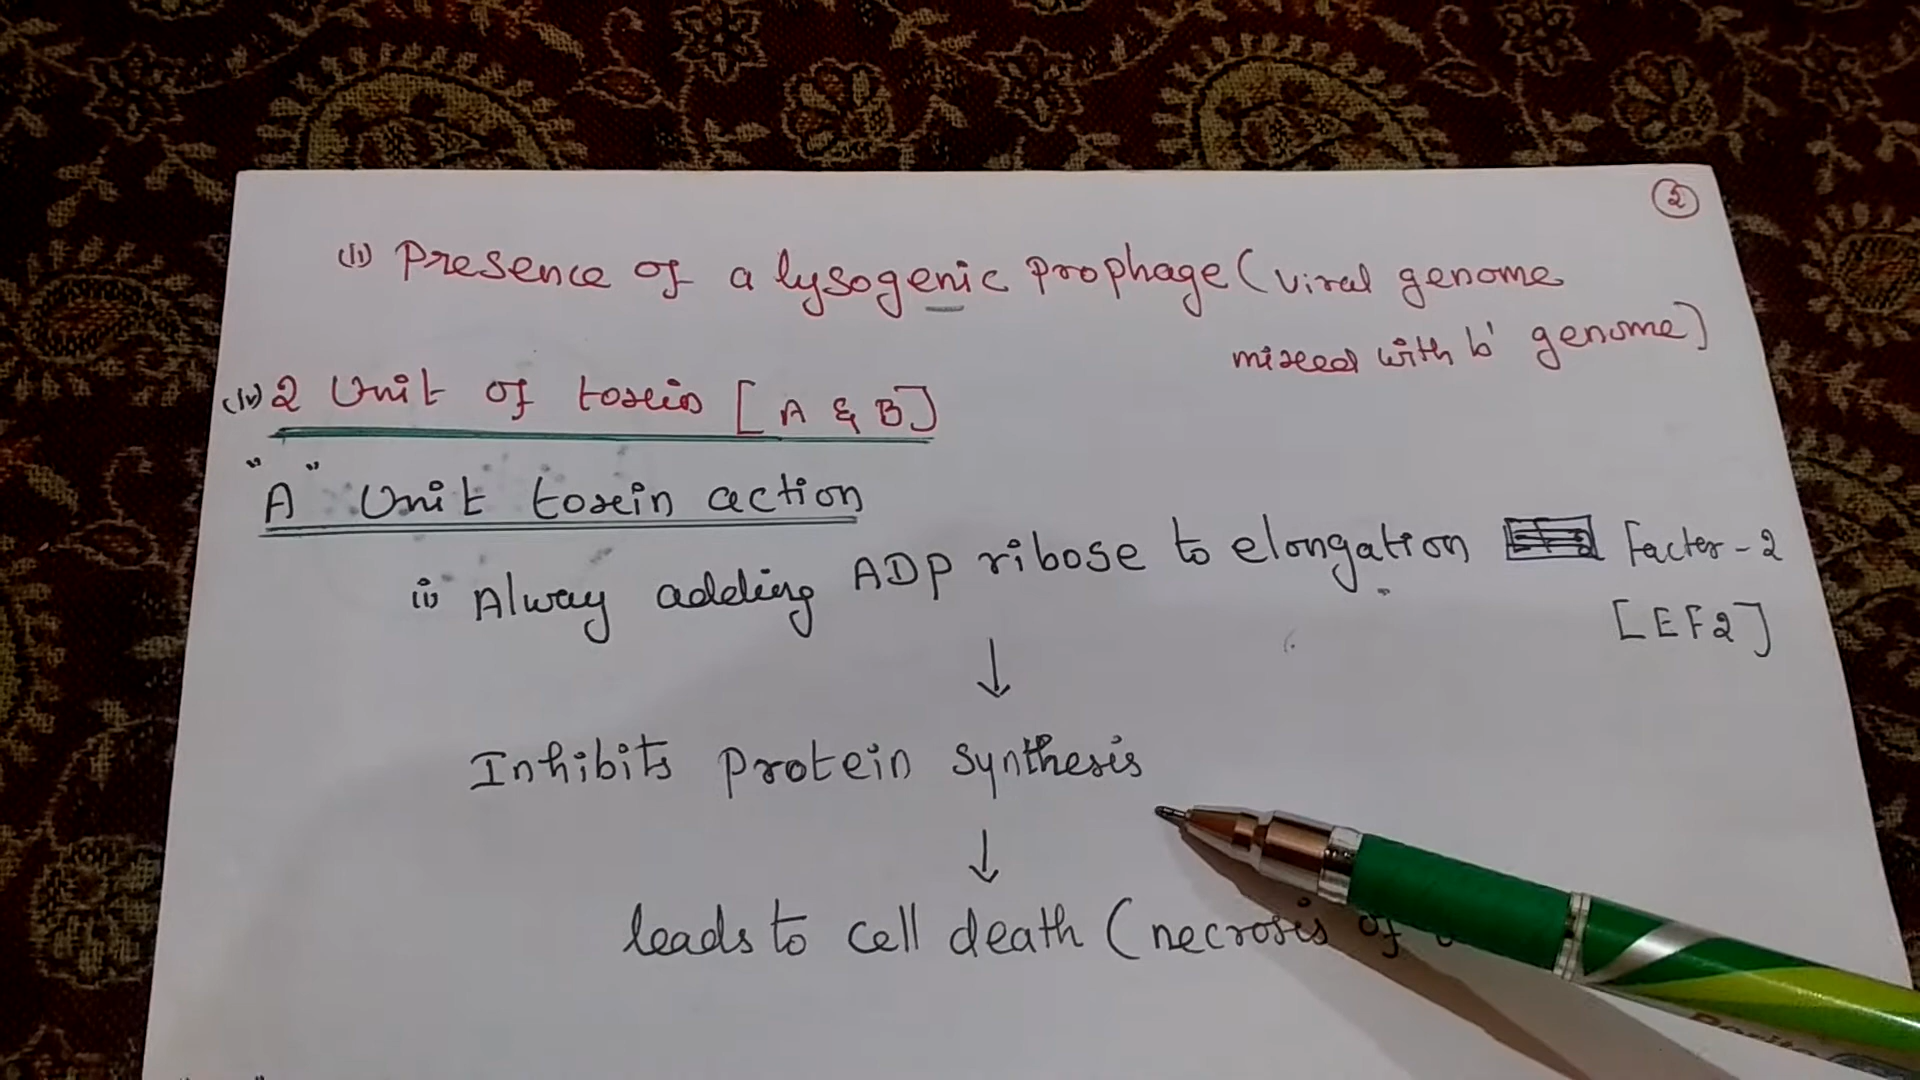 2
(ii) Presence of a lysogenic prophage (viral genome
mixed with b' genome)
(iv) 2 Unit of toxin [A & B]
"A" Unit toxin action
(i) Alway adding ADP ribose to elongation Factor-2
[EF2]
↓
Inhibits protein synthesis
↓
leads to cell death (necrosis of